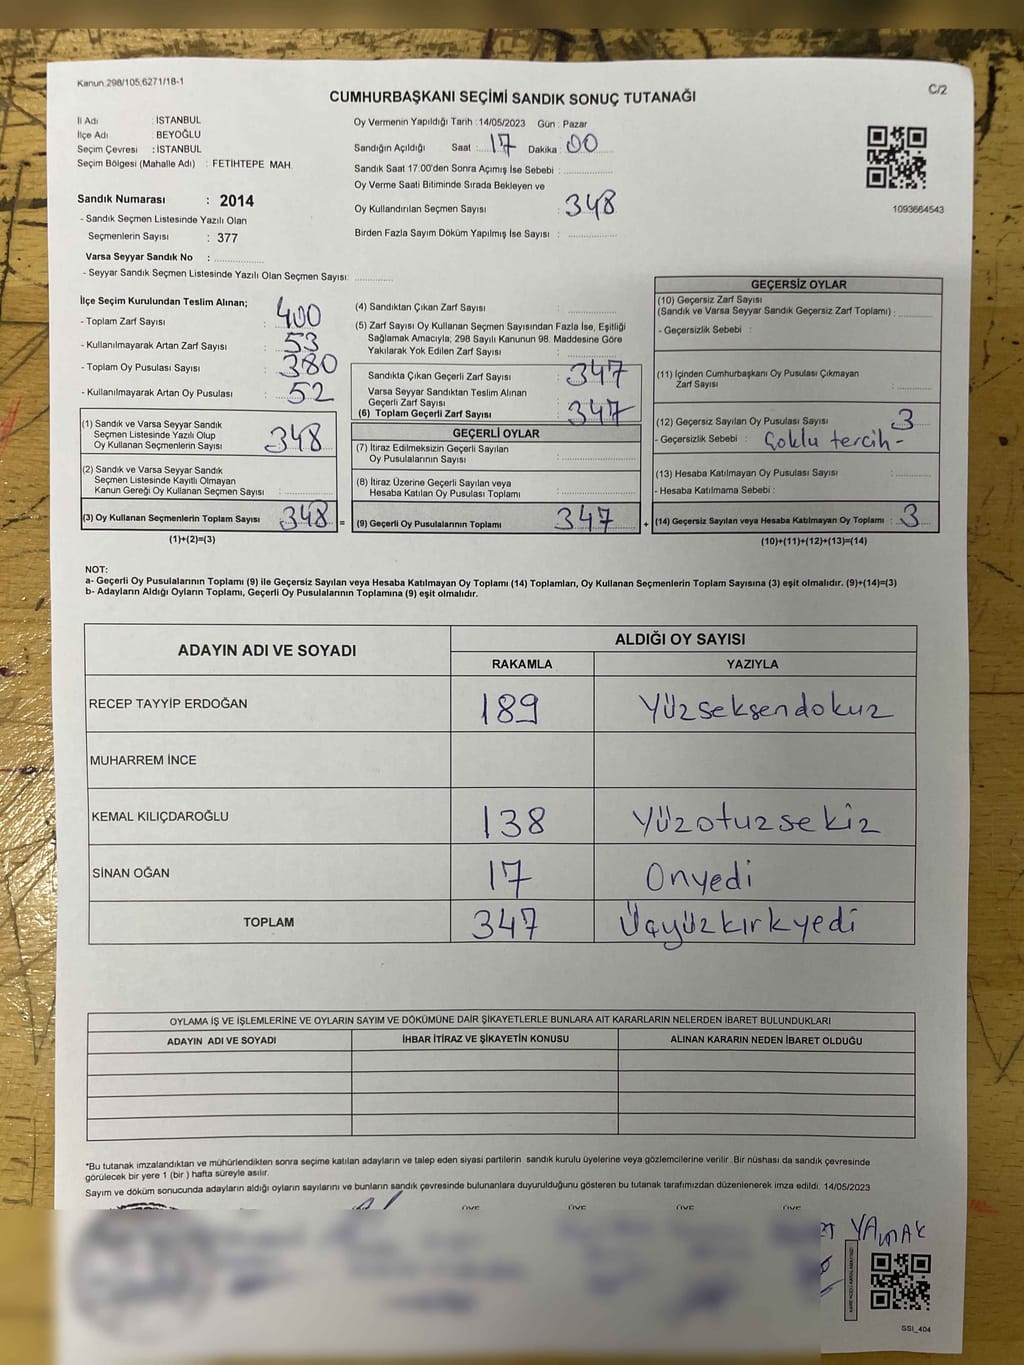 Kanun 298/105,6271/18-1
C/2
CUMHURBAŞKANI SEÇİMİ SANDIK SONUÇ TUTANAĞI
İl Adı : İSTANBUL
İlçe Adı : BEYOĞLU
Seçim Çevresi : İSTANBUL
Seçim Bölgesi (Mahalle Adı) : FETİHTEPE MAH.
Sandık Numarası : 2014
- Sandık Seçmen Listesinde Yazılı Olan
Seçmenlerin Sayısı : 377
Varsa Seyyar Sandık No : ................
- Seyyar Sandık Seçmen Listesinde Yazılı Olan Seçmen Sayısı: .............
Oy Vermenin Yapıldığı Tarih :14/05/2023 Gün : Pazar
Sandığın Açıldığı Saat :..17 Dakika :00
Sandık Saat 17:00'den Sonra Açımış İse Sebebi : ................
Oy Verme Saati Bitiminde Sırada Bekleyen ve
Oy Kullandırılan Seçmen Sayısı : 348
Birden Fazla Sayım Döküm Yapılmış İse Sayısı : ................
1093664543
İlçe Seçim Kurulundan Teslim Alınan;
- Toplam Zarf Sayısı : 400
- Kullanılmayarak Artan Zarf Sayısı : 53
- Toplam Oy Pusulası Sayısı : 380
- Kullanılmayarak Artan Oy Pusulası : 52
(1) Sandık ve Varsa Seyyar Sandık
Seçmen Listesinde Yazılı Olup
Oy Kullanan Seçmenlerin Sayısı : 348
(2) Sandık ve Varsa Seyyar Sandık
Seçmen Listesinde Kayıtlı Olmayan
Kanun Gereği Oy Kullanan Seçmen Sayısı : ................
(3) Oy Kullanan Seçmenlerin Toplam Sayısı : 348 =
(1)+(2)=(3)
(4) Sandıktan Çıkan Zarf Sayısı : ................
(5) Zarf Sayısı Oy Kullanan Seçmen Sayısından Fazla İse, Eşitliği
Sağlamak Amacıyla; 298 Sayılı Kanunun 98. Maddesine Göre
Yakılarak Yok Edilen Zarf Sayısı : ................
Sandıkta Çıkan Geçerli Zarf Sayısı : 347
Varsa Seyyar Sandıktan Teslim Alınan
Geçerli Zarf Sayısı :
(6) Toplam Geçerli Zarf Sayısı : 347
GEÇERLİ OYLAR
(7) İtiraz Edilmeksizin Geçerli Sayılan
Oy Pusulalarının Sayısı : ................
(8) İtiraz Üzerine Geçerli Sayılan veya
Hesaba Katılan Oy Pusulası Toplamı : ................
(9) Geçerli Oy Pusulalarının Toplamı : 347 +
GEÇERSİZ OYLAR
(10) Geçersiz Zarf Sayısı
(Sandık ve Varsa Seyyar Sandık Geçersiz Zarf Toplamı) : .........
- Geçersizlik Sebebi :
(11) İçinden Cumhurbaşkanı Oy Pusulası Çıkmayan
Zarf Sayısı : .........
(12) Geçersiz Sayılan Oy Pusulası Sayısı : 3
- Geçersizlik Sebebi : Çoklu tercih-
(13) Hesaba Katılmayan Oy Pusulası Sayısı : .........
- Hesaba Katılmama Sebebi :
(14) Geçersiz Sayılan veya Hesaba Katılmayan Oy Toplamı : 3
(10)+(11)+(12)+(13)=(14)
NOT:
a- Geçerli Oy Pusulalarının Toplamı (9) ile Geçersiz Sayılan veya Hesaba Katılmayan Oy Toplamı (14) Toplamları, Oy Kullanan Seçmenlerin Toplam Sayısına (3) eşit olmalıdır. (9)+(14)=(3)
b- Adayların Aldığı Oyların Toplamı, Geçerli Oy Pusulalarının Toplamına (9) eşit olmalıdır.
ADAYIN ADI VE SOYADI ALDIĞI OY SAYISI
RAKAMLA YAZIYLA
RECEP TAYYİP ERDOĞAN 189 Yüzseksendokuz
MUHARREM İNCE
KEMAL KILIÇDAROĞLU 138 Yüzotuzsekiz
SİNAN OĞAN 17 Onyedi
TOPLAM 347 Üçyüzkırkyedi
OYLAMA İŞ VE İŞLEMLERİNE VE OYLARIN SAYIM VE DÖKÜMÜNE DAİR ŞİKAYETLERLE BUNLARA AİT KARARLARIN NELERDEN İBARET BULUNDUKLARI
ADAYIN ADI VE SOYADI İHBAR İTİRAZ VE ŞİKAYETİN KONUSU ALINAN KARARIN NEDEN İBARET OLDUĞU
*Bu tutanak imzalandıktan ve mühürlendikten sonra seçime katılan adayların ve talep eden siyasi partilerin sandık kurulu üyelerine veya gözlemcilerine verilir. Bir nüshası da sandık çevresinde
görülecek bir yere 1 (bir ) hafta süreyle asılır.
Sayım ve döküm sonucunda adayların aldığı oyların sayılarını ve bunların sandık çevresinde bulunanlara duyurulduğunu gösteren bu tutanak tarafımızdan düzenlenerek imza edildi. 14/05/2023
ÜYE ÜYE ÜYE ÜYE
YAMAK
SSI_404